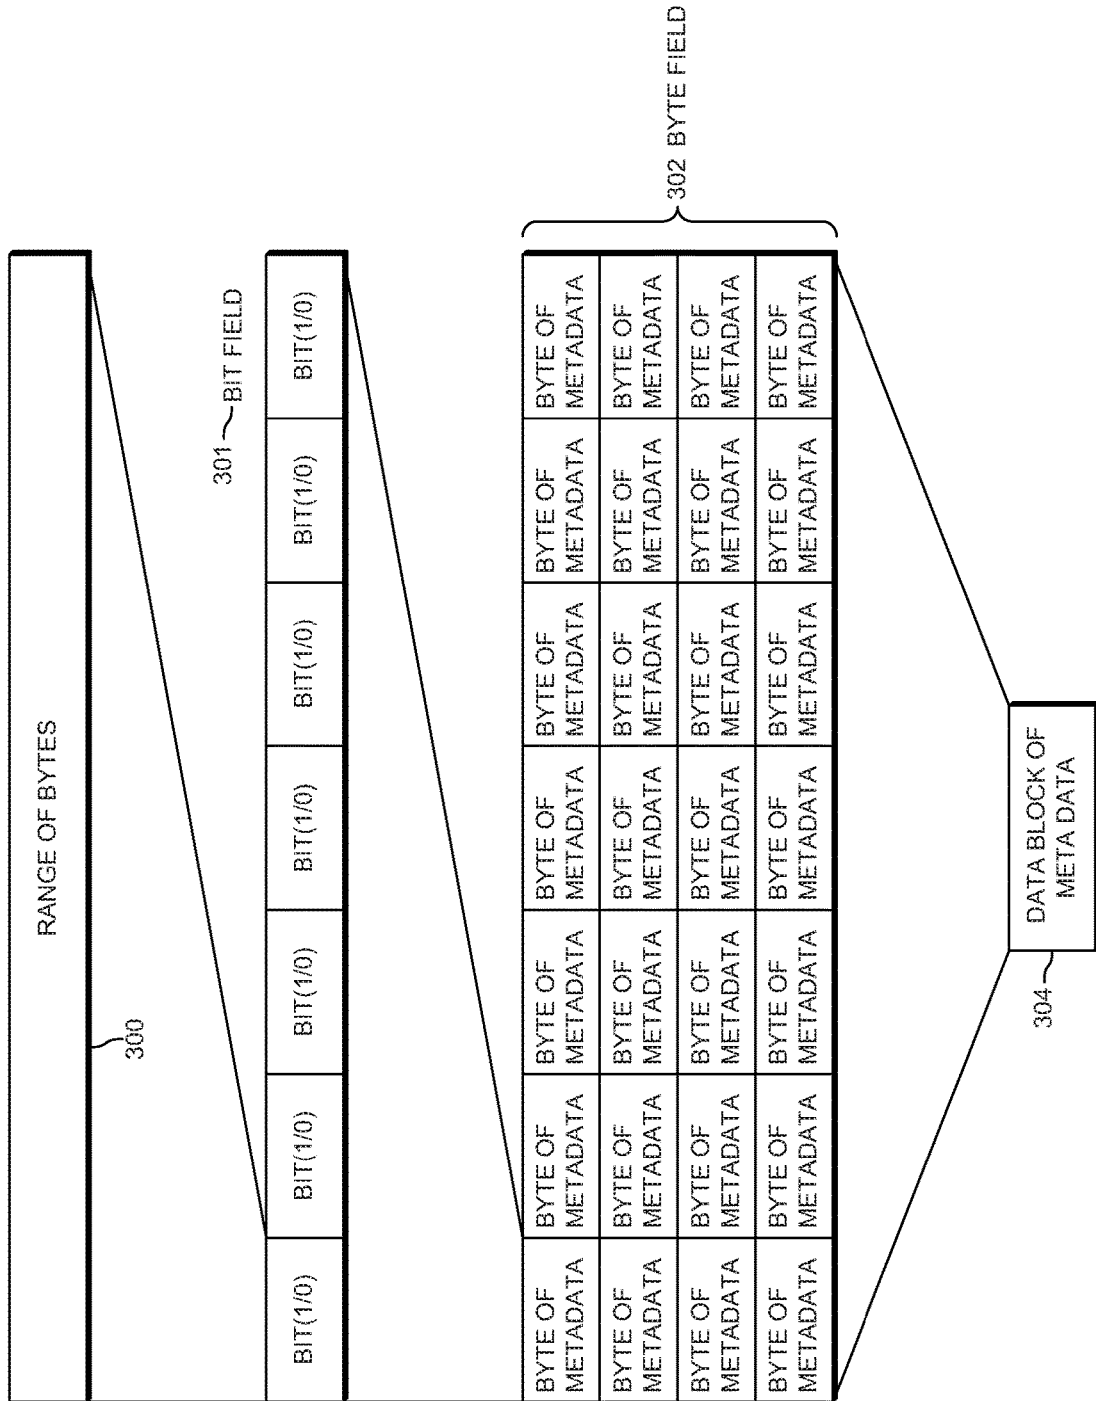 RANGE OF BYTES
300
301 BIT FIELD
BIT(1/0)
BIT(1/0)
BIT(1/0)
BIT(1/0)
BIT(1/0)
BIT(1/0)
BIT(1/0)
BYTE OF
METADATA
BYTE OF
METADATA
BYTE OF
METADATA
BYTE OF
METADATA
BYTE OF
METADATA
BYTE OF
METADATA
BYTE OF
METADATA
BYTE OF
METADATA
BYTE OF
METADATA
BYTE OF
METADATA
BYTE OF
METADATA
BYTE OF
METADATA
BYTE OF
METADATA
BYTE OF
METADATA
BYTE OF
METADATA
BYTE OF
METADATA
BYTE OF
METADATA
BYTE OF
METADATA
BYTE OF
METADATA
BYTE OF
METADATA
BYTE OF
METADATA
BYTE OF
METADATA
BYTE OF
METADATA
BYTE OF
METADATA
BYTE OF
METADATA
BYTE OF
METADATA
BYTE OF
METADATA
BYTE OF
METADATA
302 BYTE FIELD
304
DATA BLOCK OF
META DATA